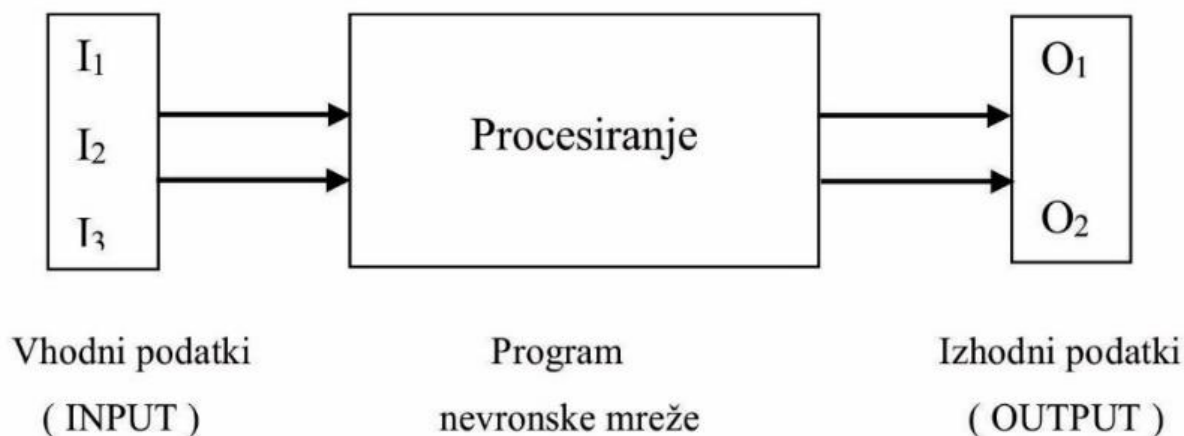 I₁
I₂
I₃
Procesiranje
O₁
O₂
Vhodni podatki
( INPUT )
Program
nevronske mreže
Izhodni podatki
( OUTPUT )